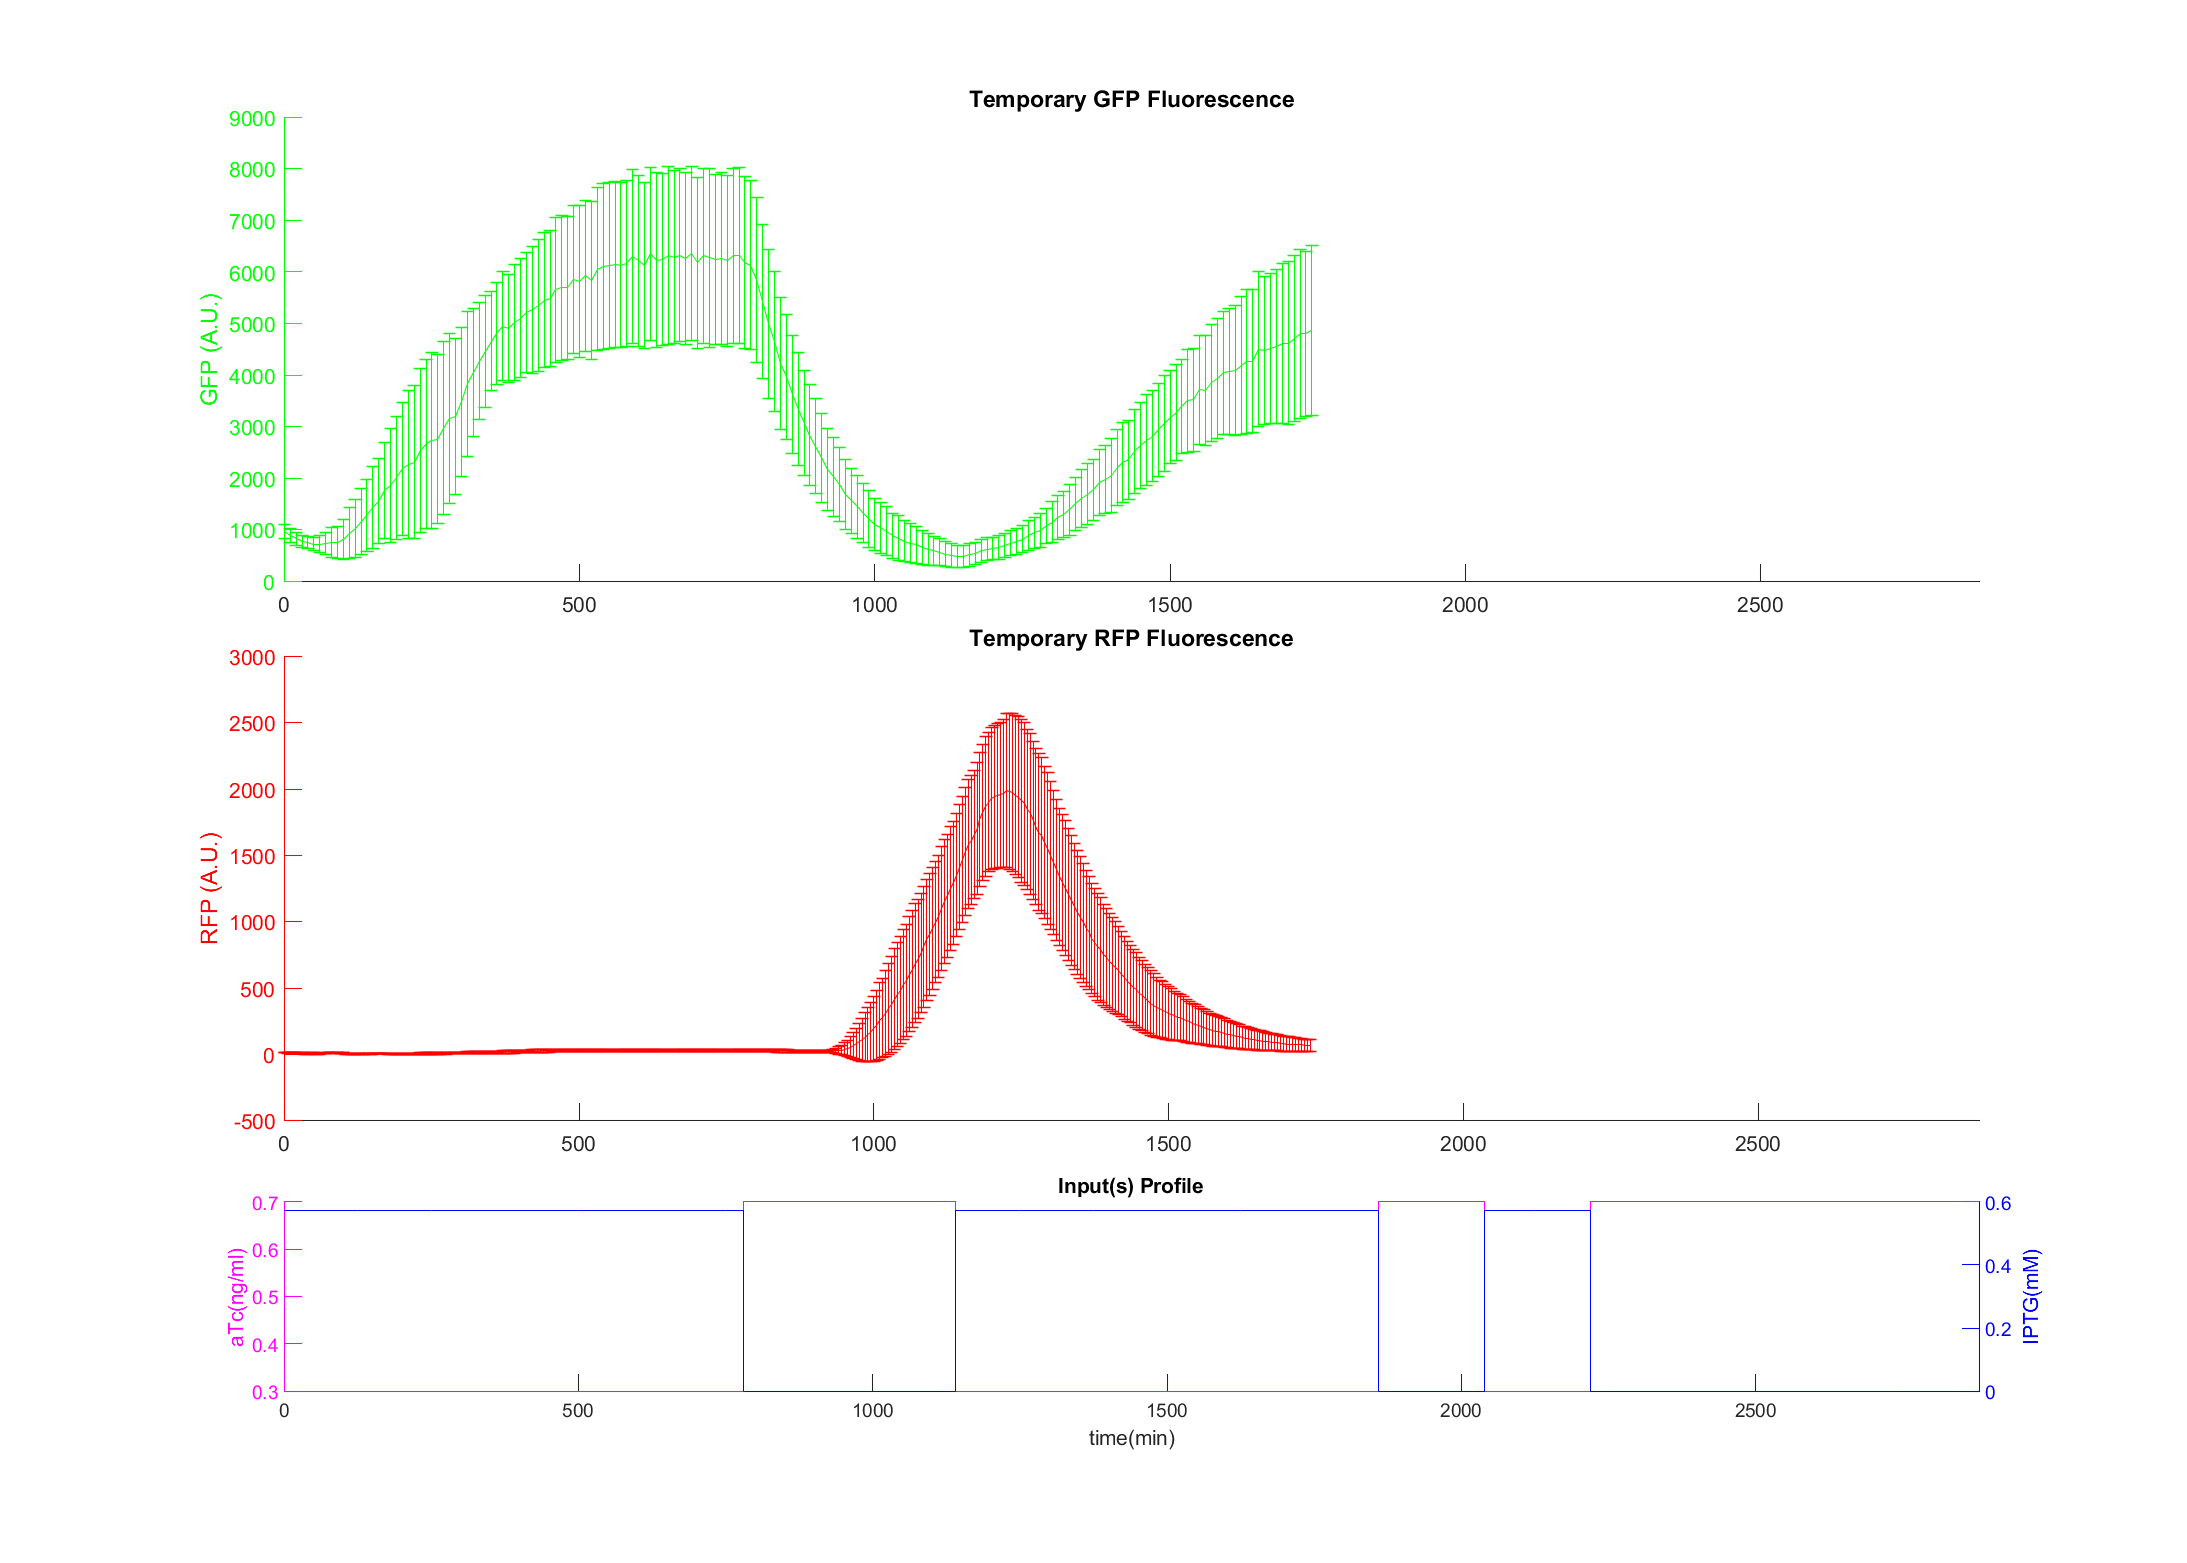 Temporary GFP Fluorescence
9000
8000
7000
6000
5000
4000
3000
2000
1000
0
GFP (A.U.)
0 500 1000 1500 2000 2500
Temporary RFP Fluorescence
3000
2500
2000
1500
1000
500
0
-500
RFP (A.U.)
0 500 1000 1500 2000 2500
Input(s) Profile
0.7
0.6
0.5
0.4
0.3
aTc(ng/ml)
0.6
0.4
0.2
0
IPTG(mM)
0 500 1000 1500 2000 2500
time(min)